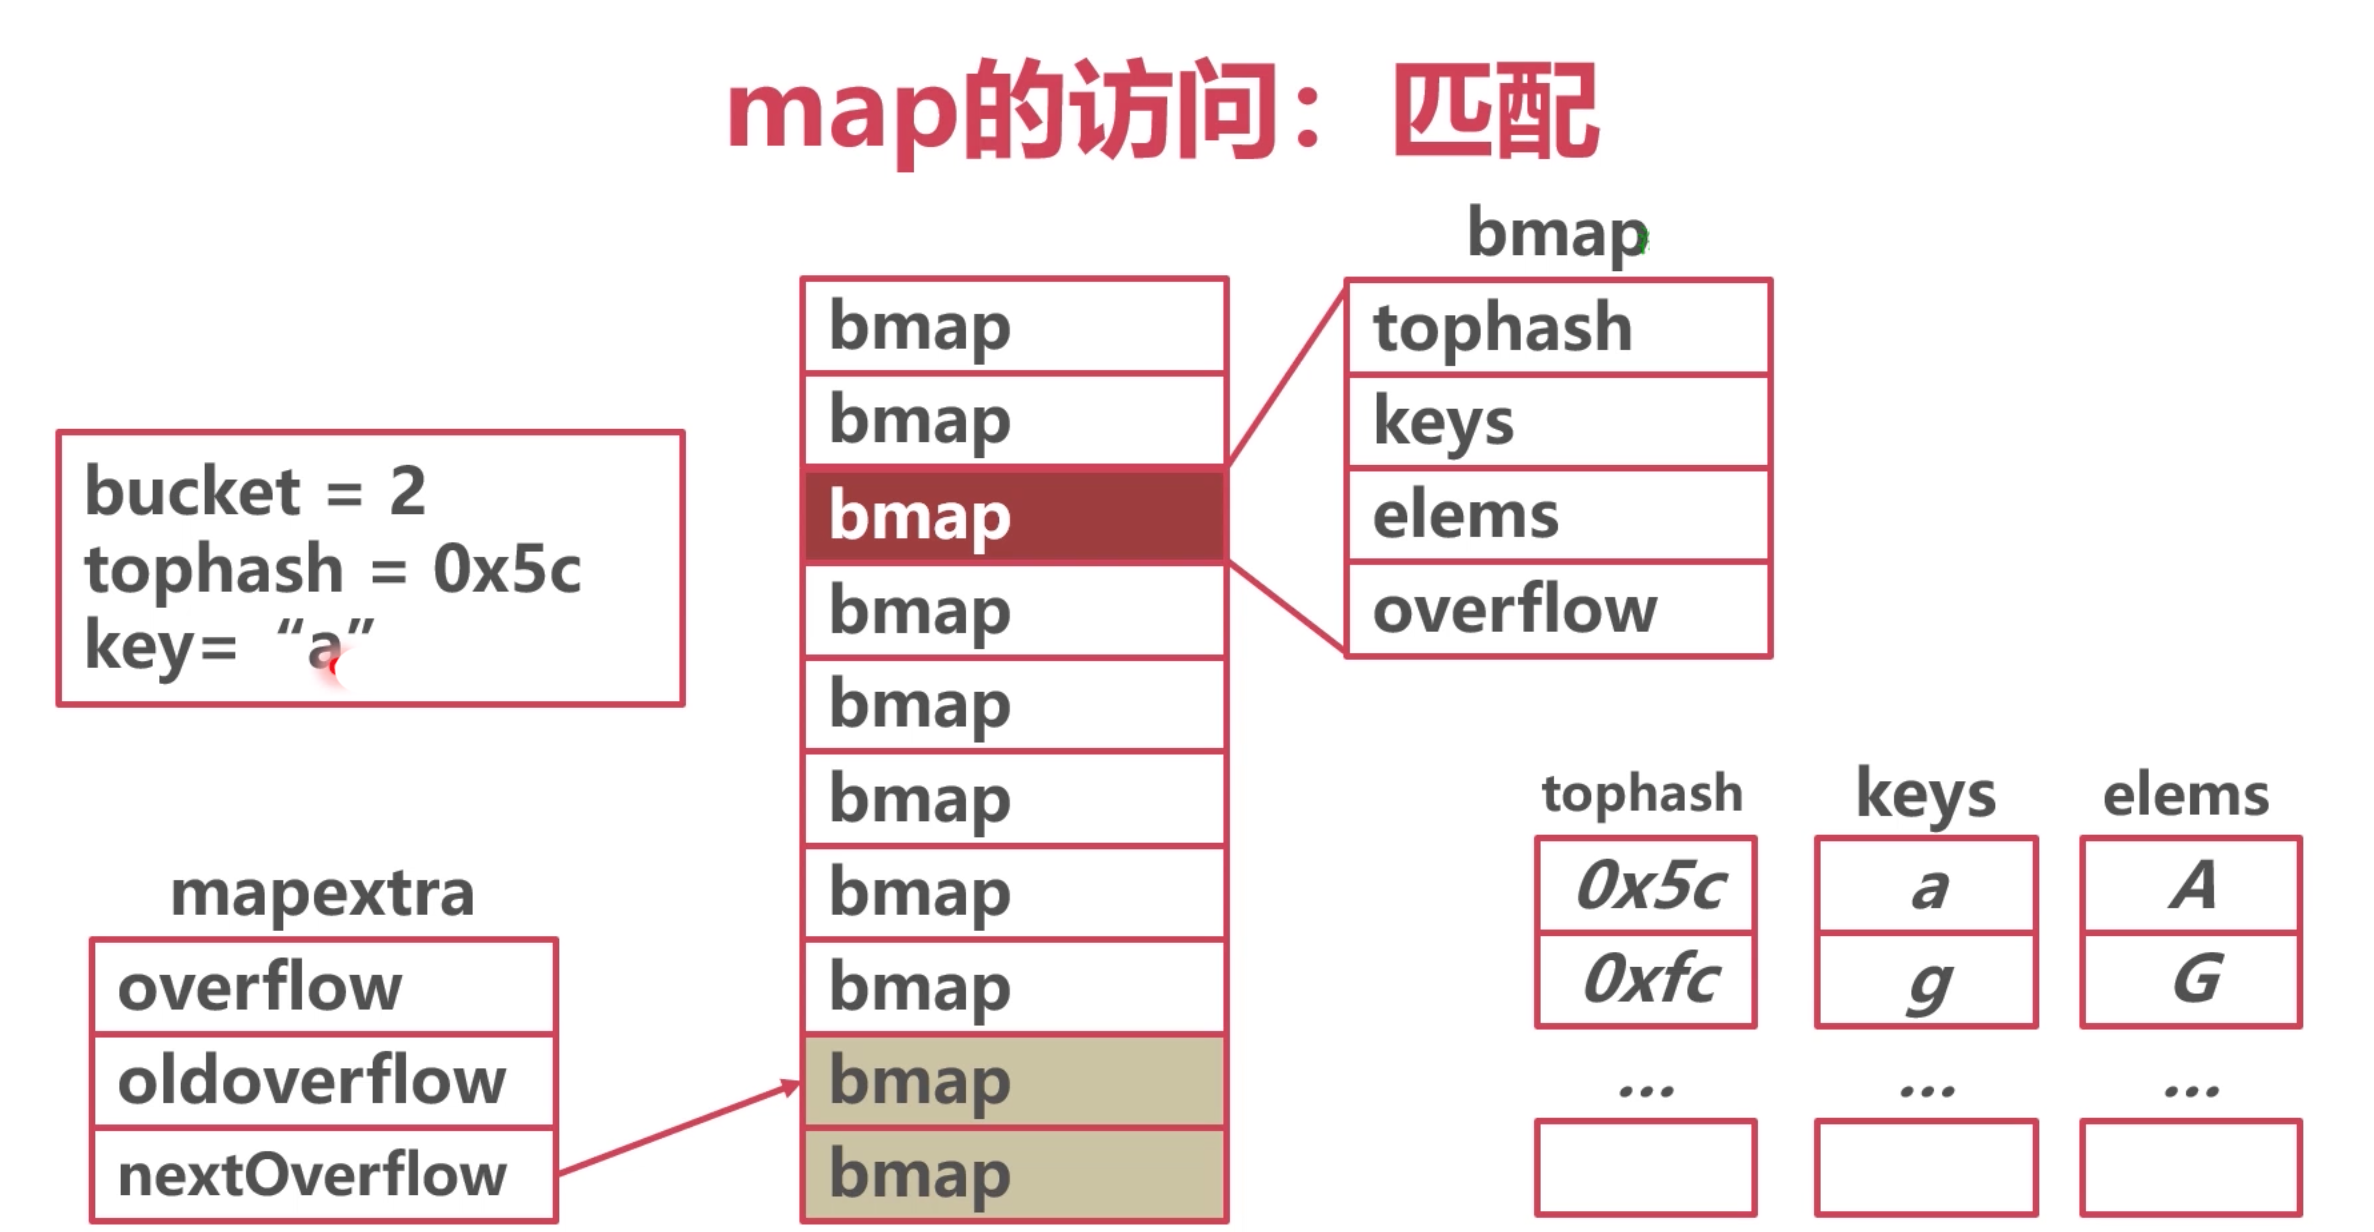 map的访问：匹配
bucket = 2
tophash = 0x5c
key= “a”
mapextra
overflow
oldoverflow
nextOverflow
bmap
bmap
bmap
bmap
bmap
bmap
bmap
bmap
bmap
bmap
bmap
tophash
keys
elems
overflow
tophash keys elems
0x5c a A
0xfc g G
... ... ...